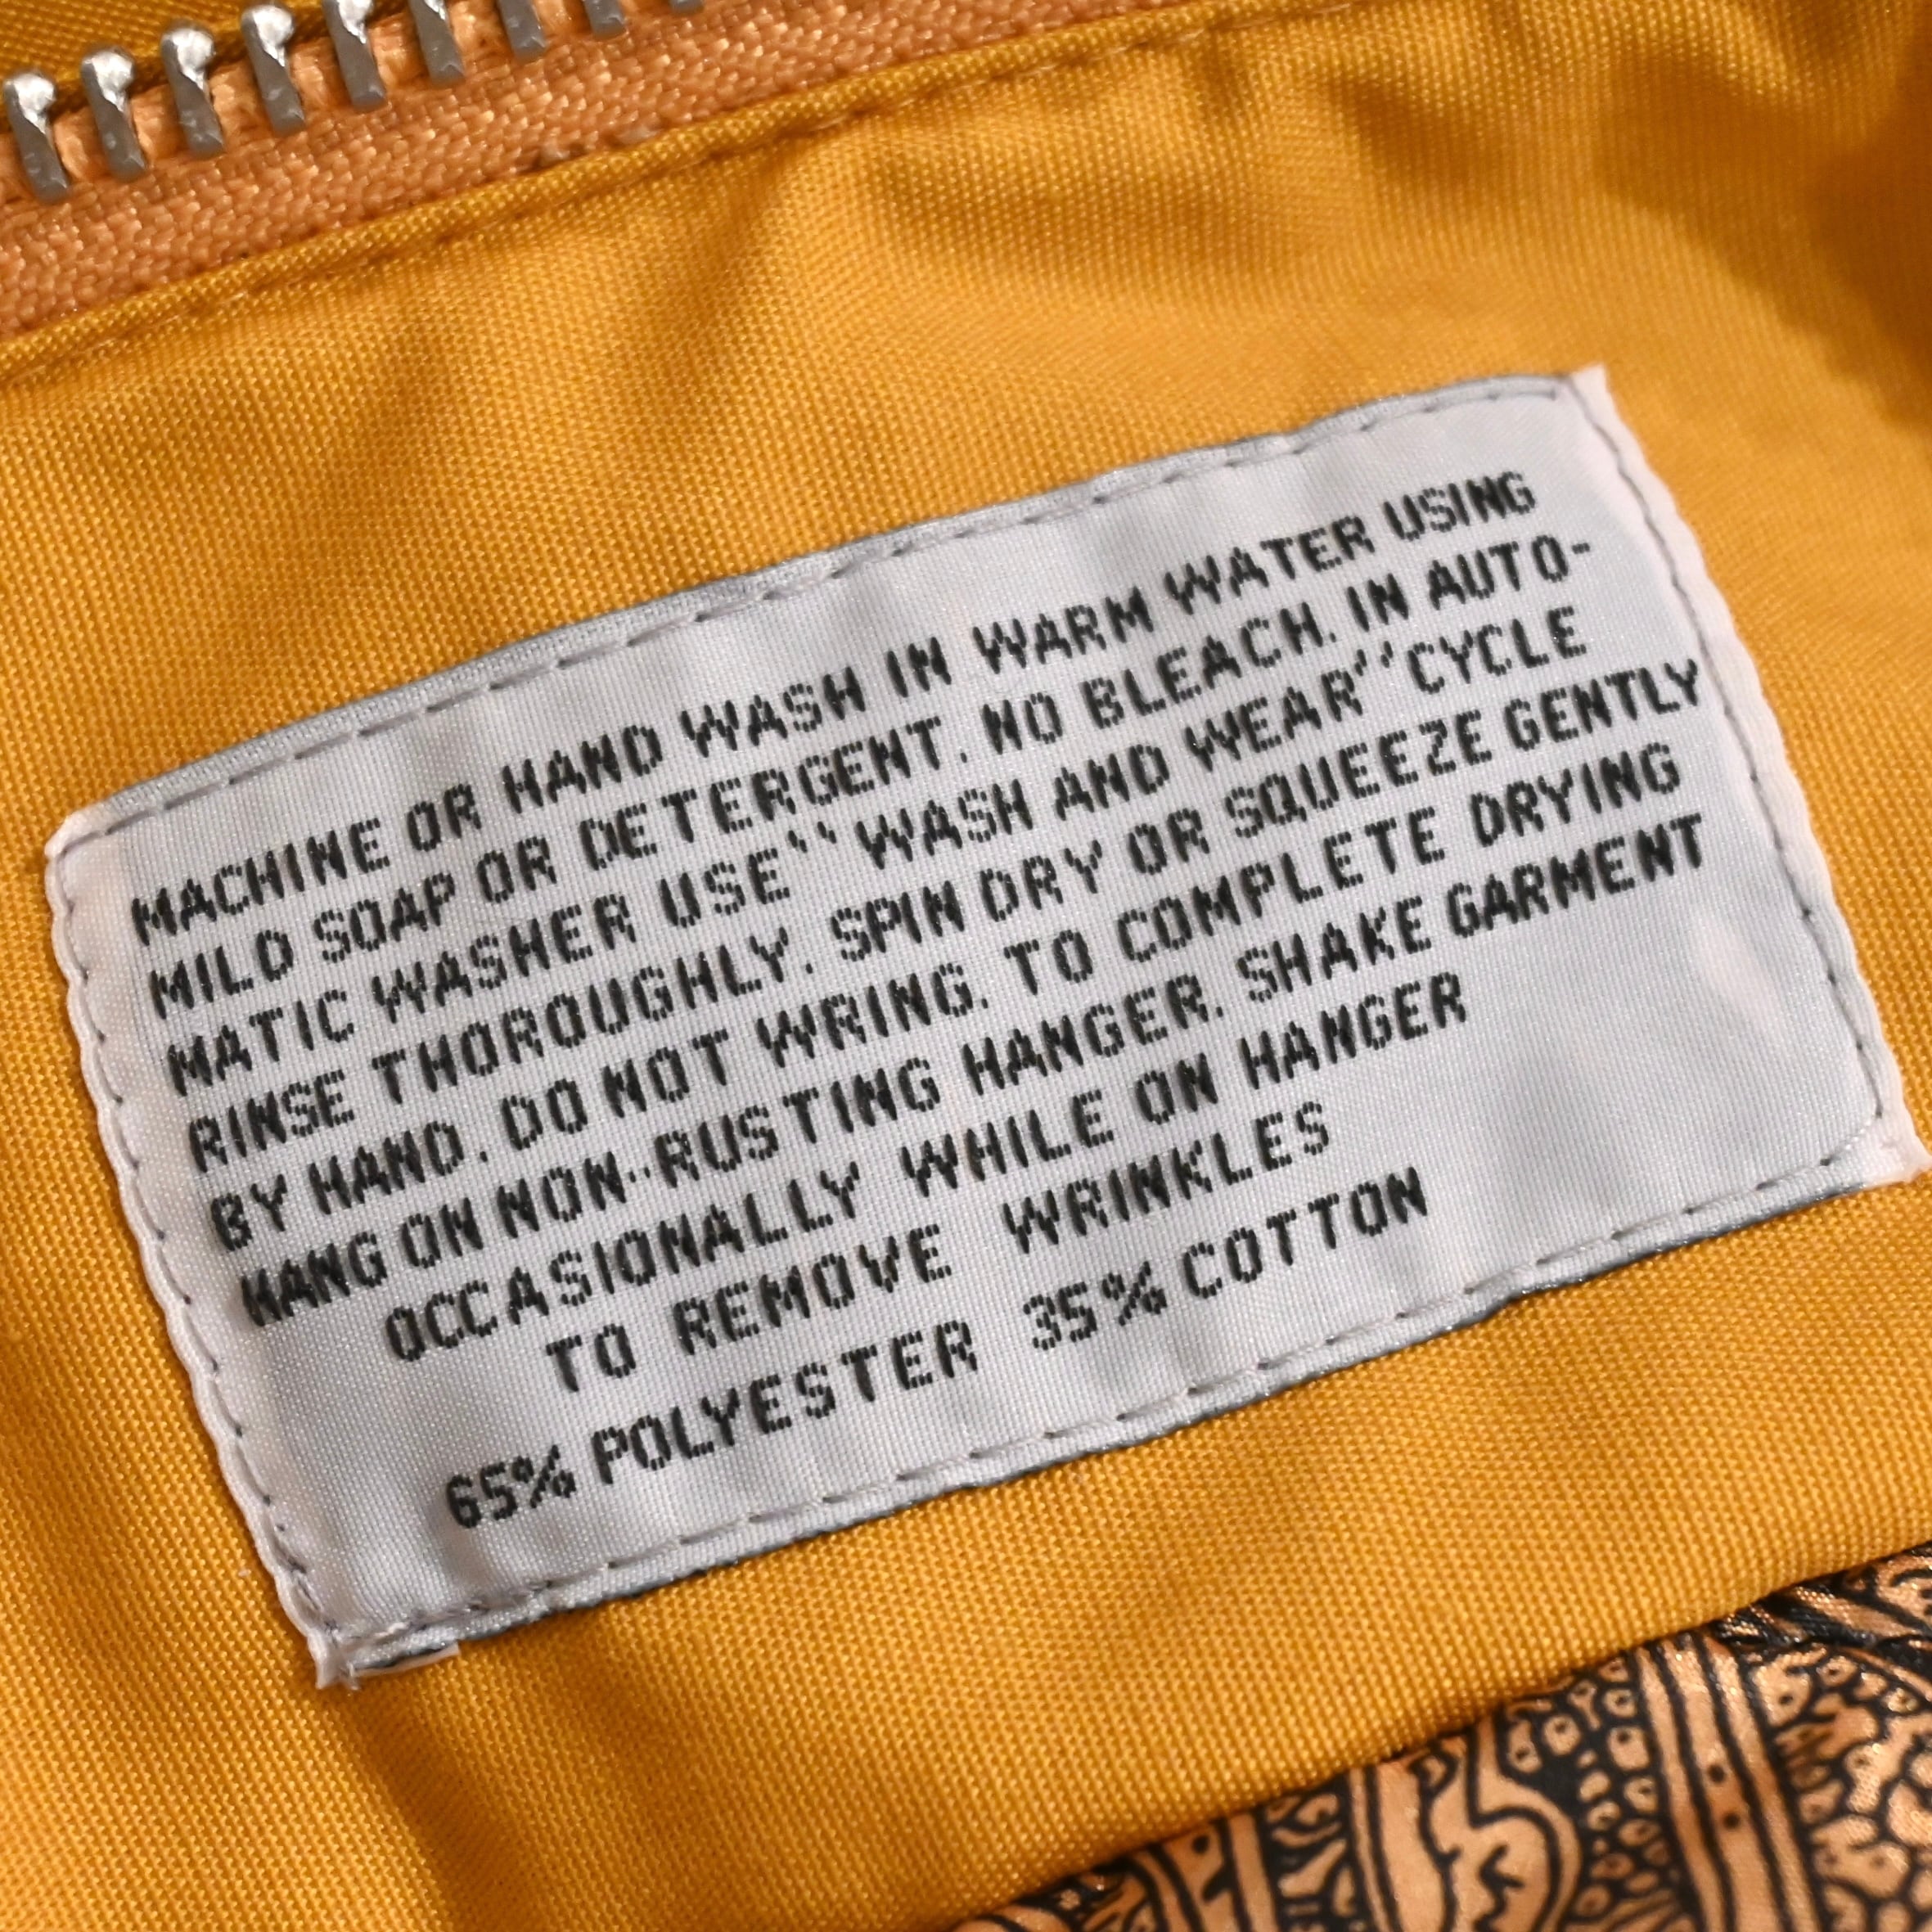 MACHINE OR HAND WASH IN WARM WATER USING
MILD SOAP OR DETERGENT. NO BLEACH. IN AUTO-
MATIC WASHER USE" WASH AND WEAR" CYCLE
RINSE THOROUGHLY. SPIN DRY OR SQUEEZE GENTLY
BY HAND. DO NOT WRING. TO COMPLETE DRYING
HANG ON NON-RUSTING HANGER. SHAKE GARMENT
OCCASIONALLY WHILE ON HANGER
TO REMOVE WRINKLES
65% POLYESTER 35% COTTON